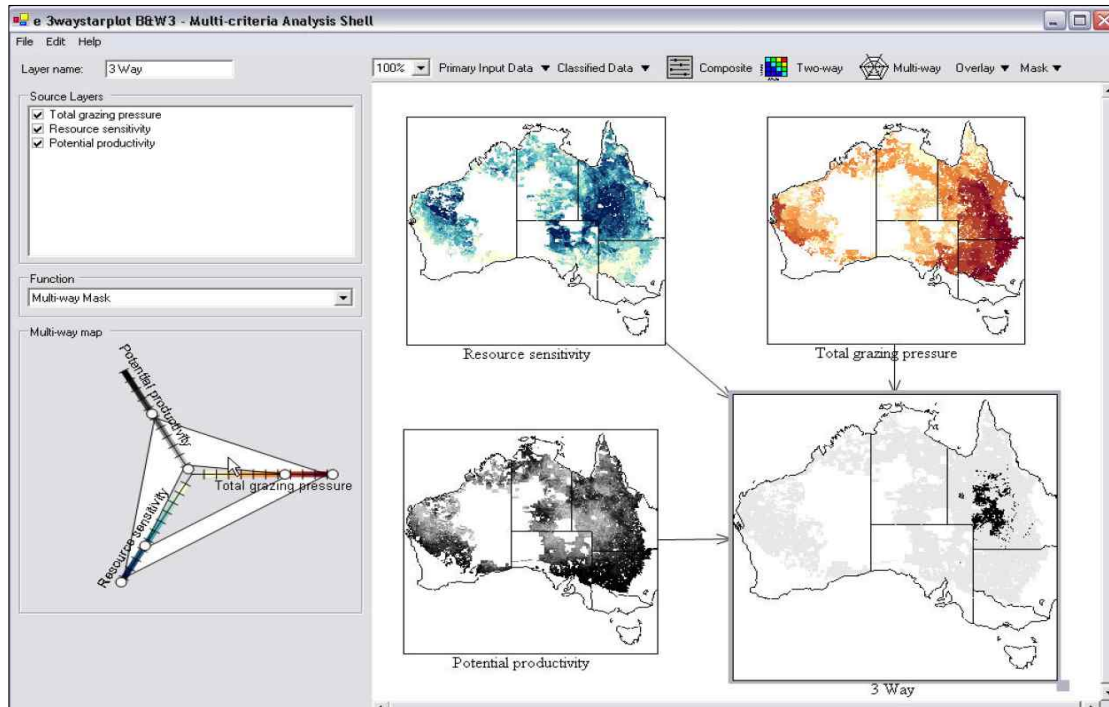 e 3waystarplot B&W3 - Multi-criteria Analysis Shell
File Edit Help
Layer name: 3 Way
100% Primary Input Data Classified Data Composite Two-way Multi-way Overlay Mask
Source Layers
Total grazing pressure
Resource sensitivity
Potential productivity
Function
Multi-way Mask
Multi-way map
Potential productivity
Total grazing pressure
Resource sensitivity
Resource sensitivity
Total grazing pressure
Potential productivity
3 Way